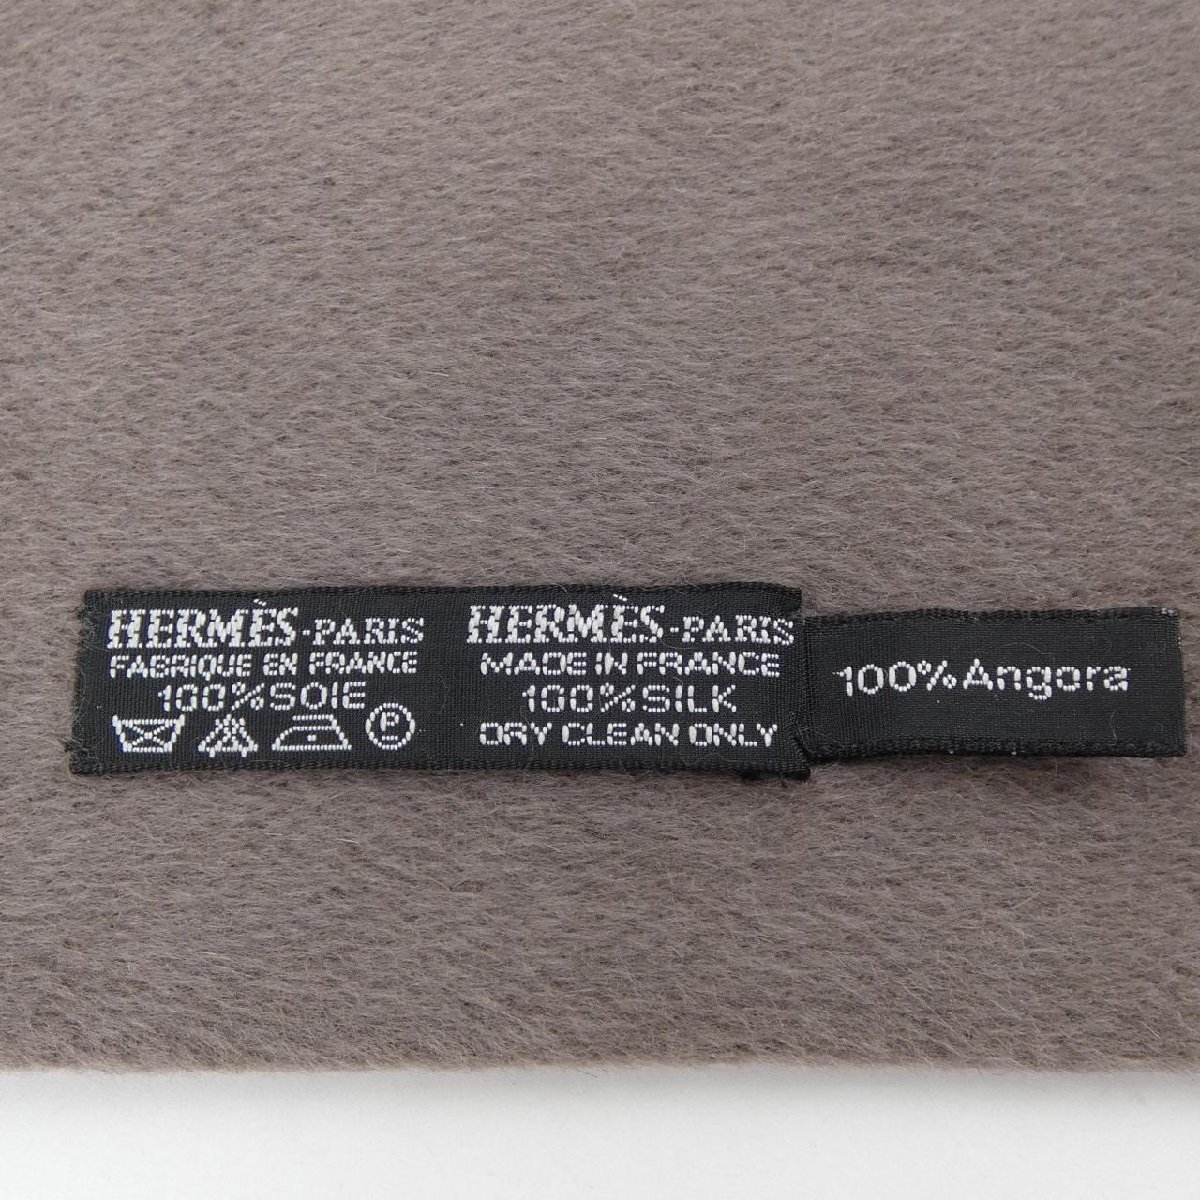 HERMÈS-PARIS
FABRIQUE EN FRANCE
100%SOIE
P
HERMÈS-PARIS
MADE IN FRANCE
100%SILK
DRY CLEAN ONLY
100%Angora